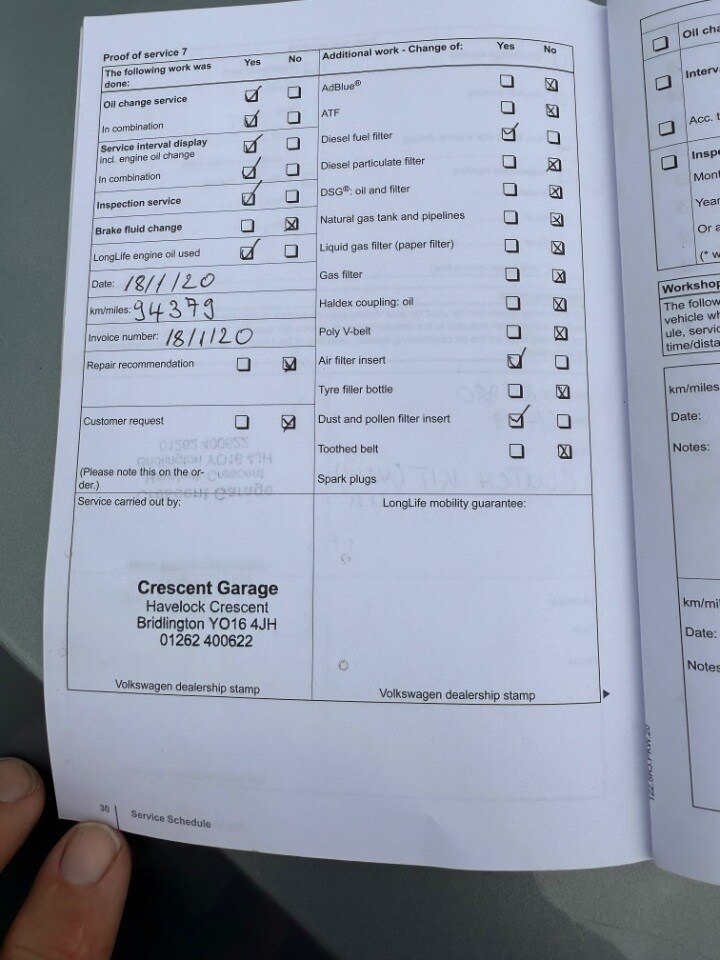 Proof of service 7
The following work was done: Yes No
Oil change service
In combination
Service interval display
incl. engine oil change
In combination
Inspection service
Brake fluid change
LongLife engine oil used
Date: 18/1/20
km/miles: 94379
Invoice number: 18/1/20
Repair recommendation
Customer request
(Please note this on the or-
der.)
Service carried out by:
Crescent Garage
Havelock Crescent
Bridlington YO16 4JH
01262 400622
Volkswagen dealership stamp
Additional work - Change of: Yes No
AdBlue®
ATF
Diesel fuel filter
Diesel particulate filter
DSG®: oil and filter
Natural gas tank and pipelines
Liquid gas filter (paper filter)
Gas filter
Haldex coupling: oil
Poly V-belt
Air filter insert
Tyre filler bottle
Dust and pollen filter insert
Toothed belt
Spark plugs
LongLife mobility guarantee:
Volkswagen dealership stamp
30 Service Schedule
Oil cha
Interv
Acc. t
Inspe
Mont
Year
Or a
(* w
Workshop
The follow
vehicle wh
ule, servic
time/dista
km/miles
Date:
Notes:
km/mil
Date:
Notes